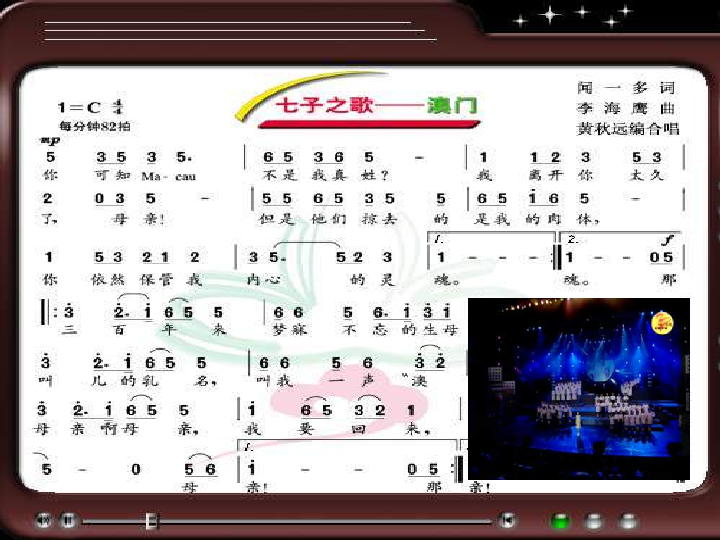 七子之歌——澳门
1=C 4/4
每分钟82拍
闻一多词
李海鹰曲
黄秋远编合唱
mp
5 3 5 3 5· | 6 5 3 6 5 - | 1 1 2 3 5 3 |
你 可知 Ma-cau 不是我真姓? 我 离开你 太久
2 0 3 5 - | 5 5 6 5 3 5 5 | 6 5 i 6 5 - |
了, 母亲! 但是他们掠去 的 是我的肉体,
1. 2. f
1 5 3 2 1 2 | 3 5· 5 2 3 | 1 - - - :‖ 1 - - 0 5
你 依然保管我 内心 的灵 魂。 魂。 那
‖: 3 2· i 6 5 5 | 6 6 5 6· i 3 i
三 百 年 来 梦寐 不忘的生母
3 2· i 6 5 5 | 6 6 5 6 3 2
叫 儿的乳 名, 叫我 一声“澳
3 2· i 6 5 5 | i 6 5 3 2 1
母 亲啊母 亲, 我 要 回 来,
1.
5 - 0 5 6 | i - - 0 5 :‖
母 亲! 那 亲!